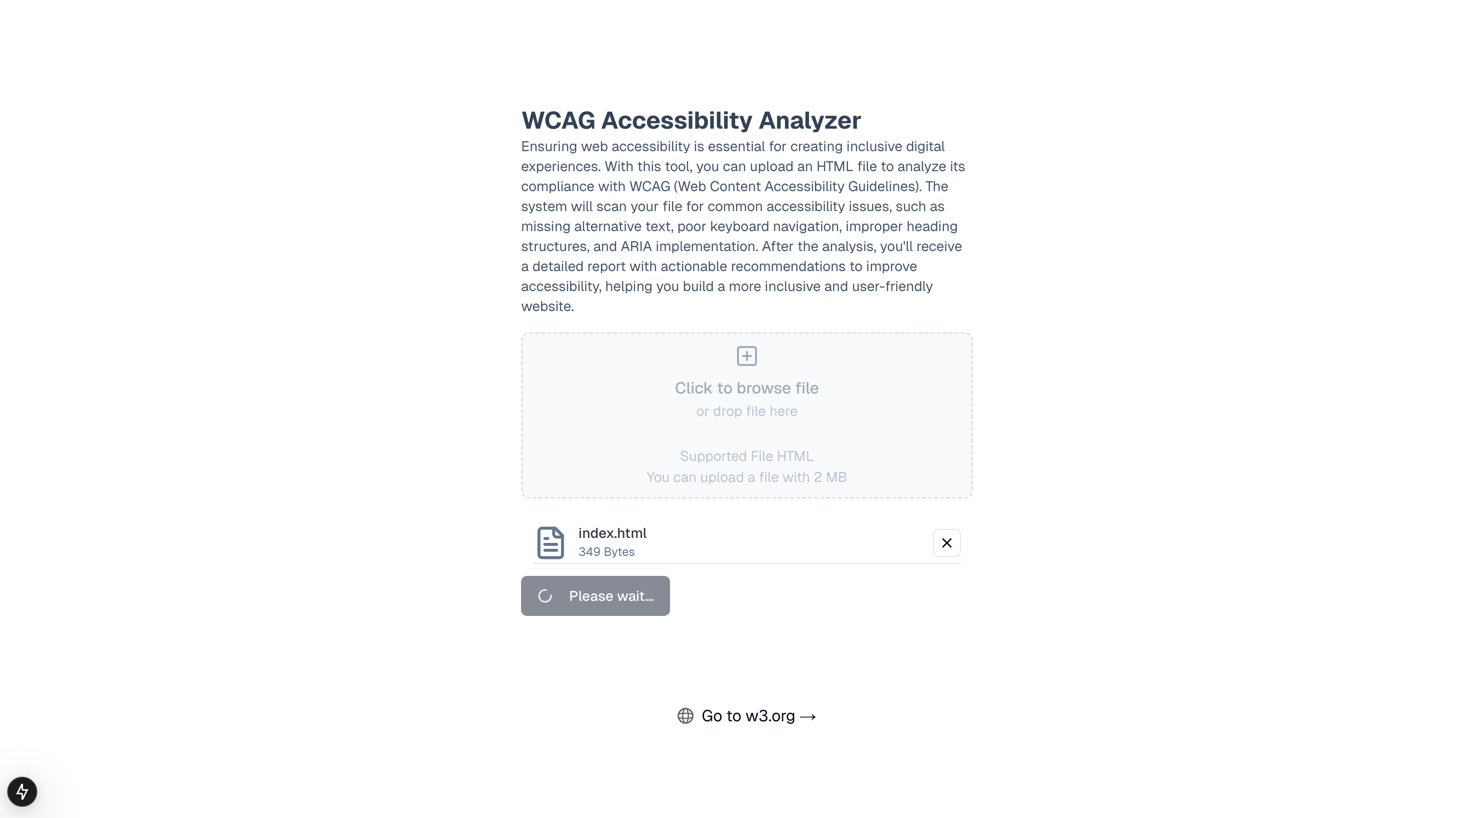 WCAG Accessibility Analyzer
Ensuring web accessibility is essential for creating inclusive digital
experiences. With this tool, you can upload an HTML file to analyze its
compliance with WCAG (Web Content Accessibility Guidelines). The
system will scan your file for common accessibility issues, such as
missing alternative text, poor keyboard navigation, improper heading
structures, and ARIA implementation. After the analysis, you'll receive
a detailed report with actionable recommendations to improve
accessibility, helping you build a more inclusive and user-friendly
website.
Click to browse file
or drop file here
Supported File HTML
You can upload a file with 2 MB
index.html
349 Bytes
Please wait...
Go to w3.org →